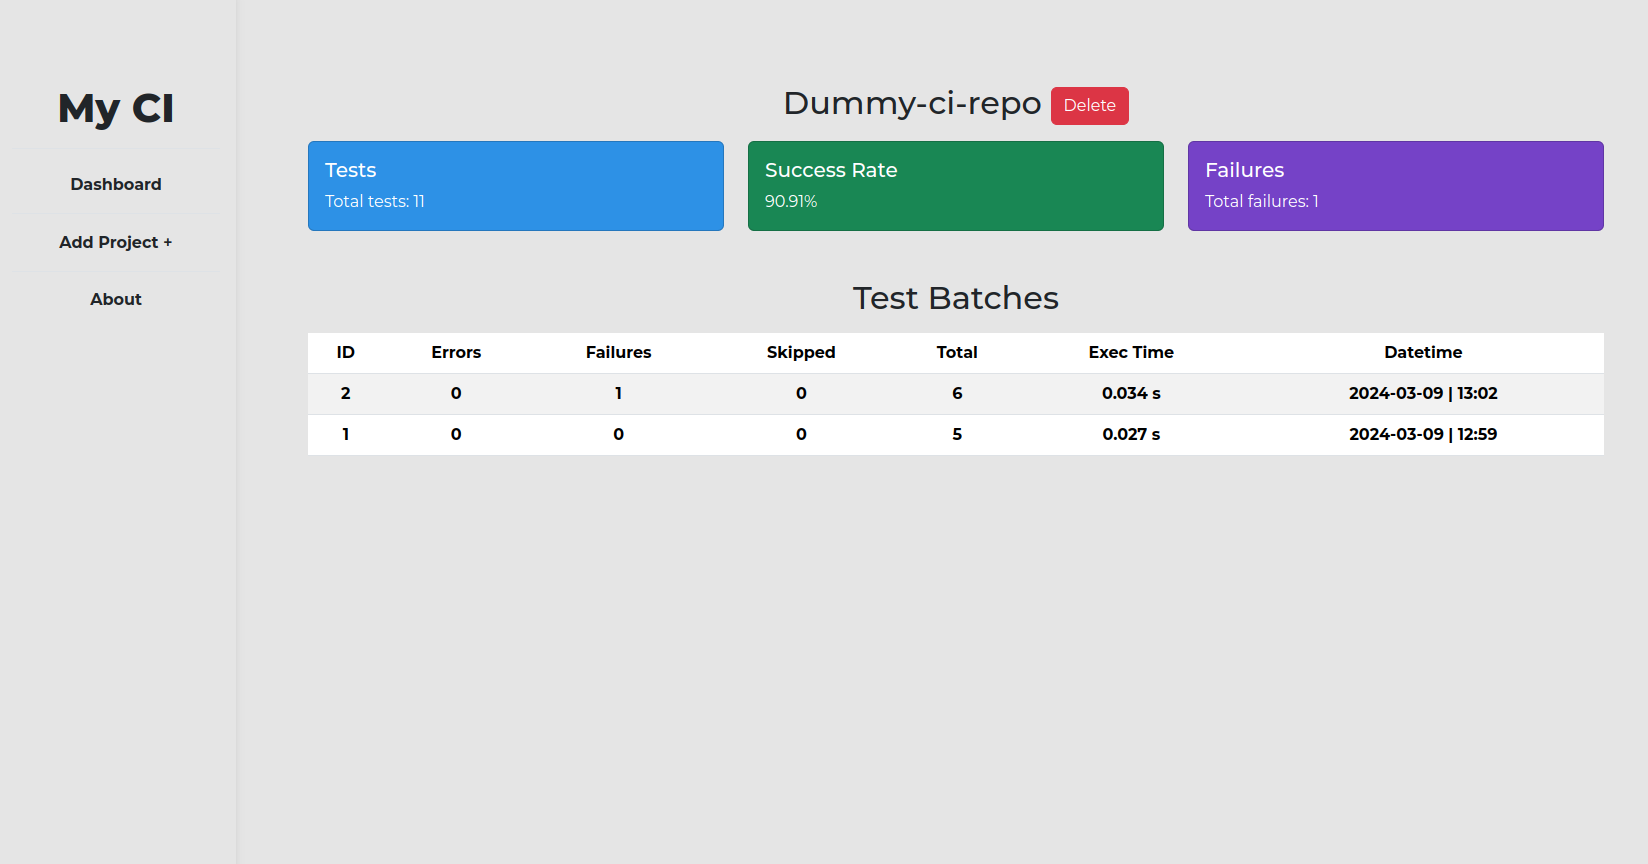 My CI
Dashboard
Add Project +
About
Dummy-ci-repo Delete
Tests
Total tests: 11
Success Rate
90.91%
Failures
Total failures: 1
Test Batches
ID Errors Failures Skipped Total Exec Time Datetime
2 0 1 0 6 0.034 s 2024-03-09 | 13:02
1 0 0 0 5 0.027 s 2024-03-09 | 12:59